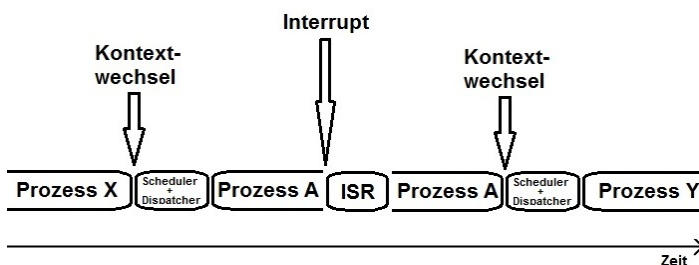 Interrupt
Kontext-
wechsel
Kontext-
wechsel
Prozess X
Scheduler
+
Dispatcher
Prozess A
ISR
Prozess A
Scheduler
+
Dispatcher
Prozess Y
Zeit